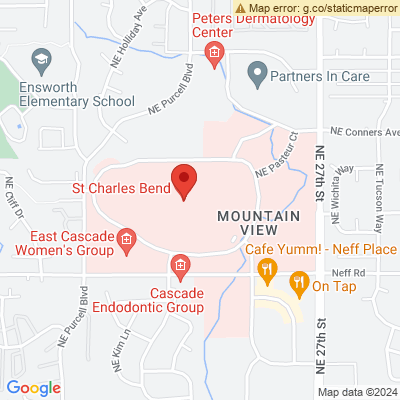 Map error: g.co/staticmaperror
Peters Dermatology
Center
NE Holliday Ave
Ensworth
Elementary School
NE Purcell Blvd
Partners In Care
NE Conners Ave
NE Pasteur Ct
NE 27th St
NE Wichita Way
NE Tucson Way
NE Cliff Dr
St Charles Bend
MOUNTAIN
VIEW
East Cascade
Women's Group
Cafe Yumm! - Neff Place
Neff Rd
Cascade
Endodontic Group
On Tap
NE Purcell Blvd
NE Kim Ln
NE 27th St
Google
Map data ©2024